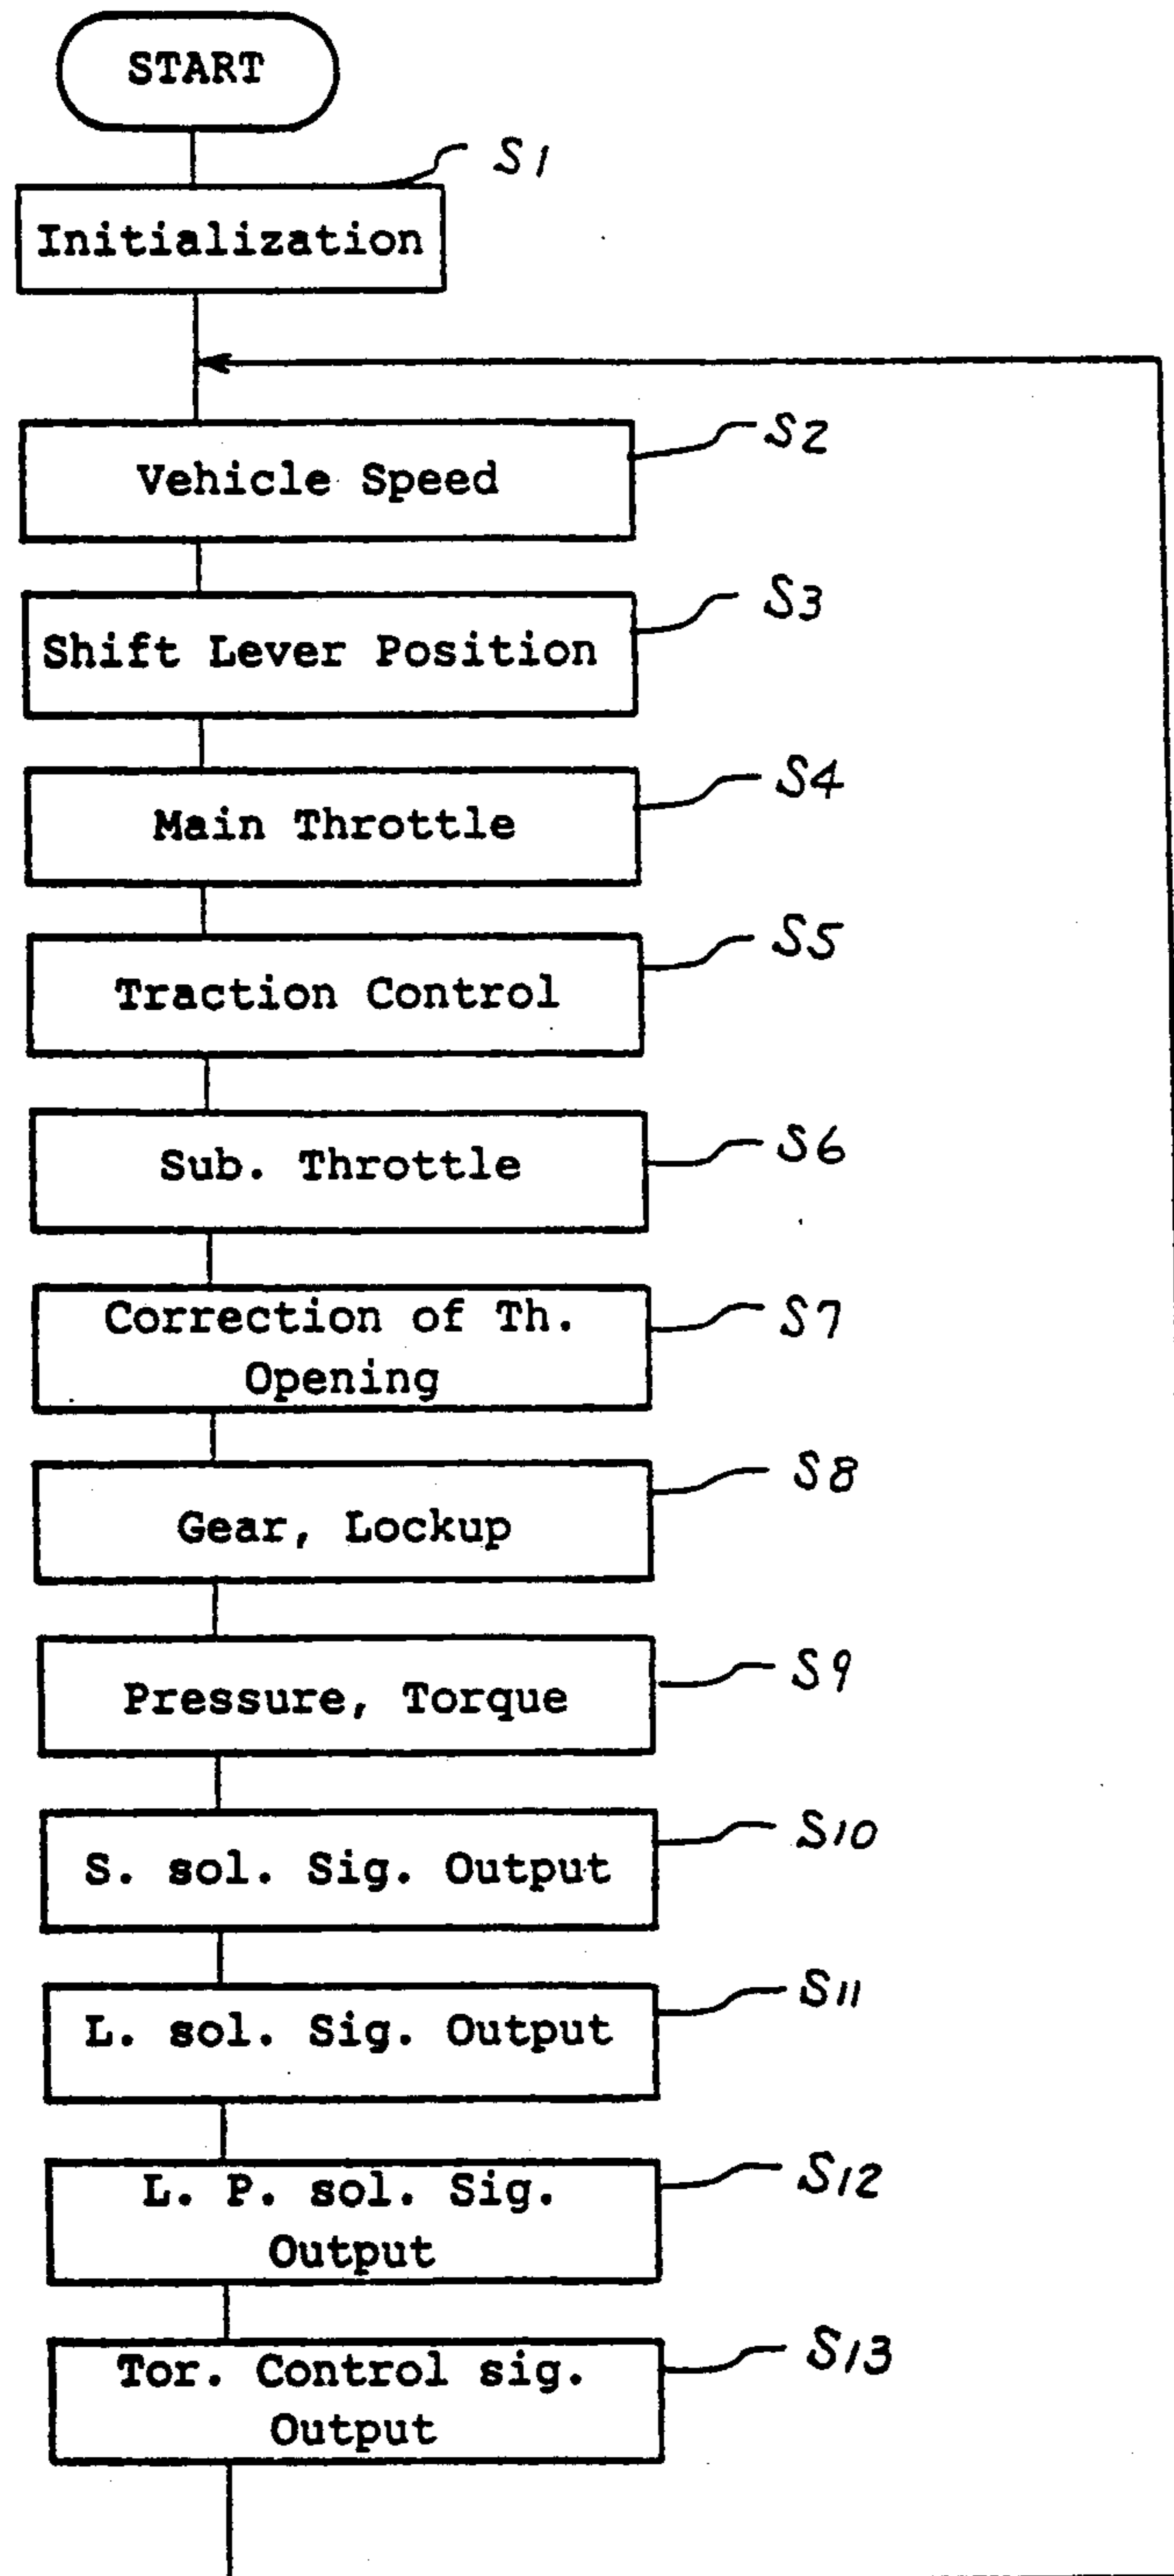 START
S1
Initialization
S2
Vehicle Speed
S3
Shift Lever Position
S4
Main Throttle
S5
Traction Control
S6
Sub. Throttle
S7
Correction of Th.
Opening
S8
Gear, Lockup
S9
Pressure, Torque
S10
S. sol. Sig. Output
S11
L. sol. Sig. Output
S12
L. P. sol. Sig.
Output
S13
Tor. Control sig.
Output